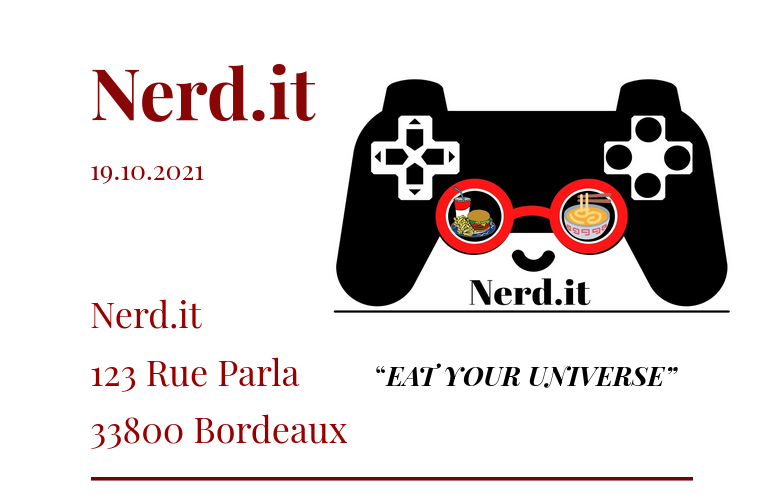 Nerd.it
19.10.2021
Nerd.it
Nerd.it
123 Rue Parla
33800 Bordeaux
“EAT YOUR UNIVERSE”